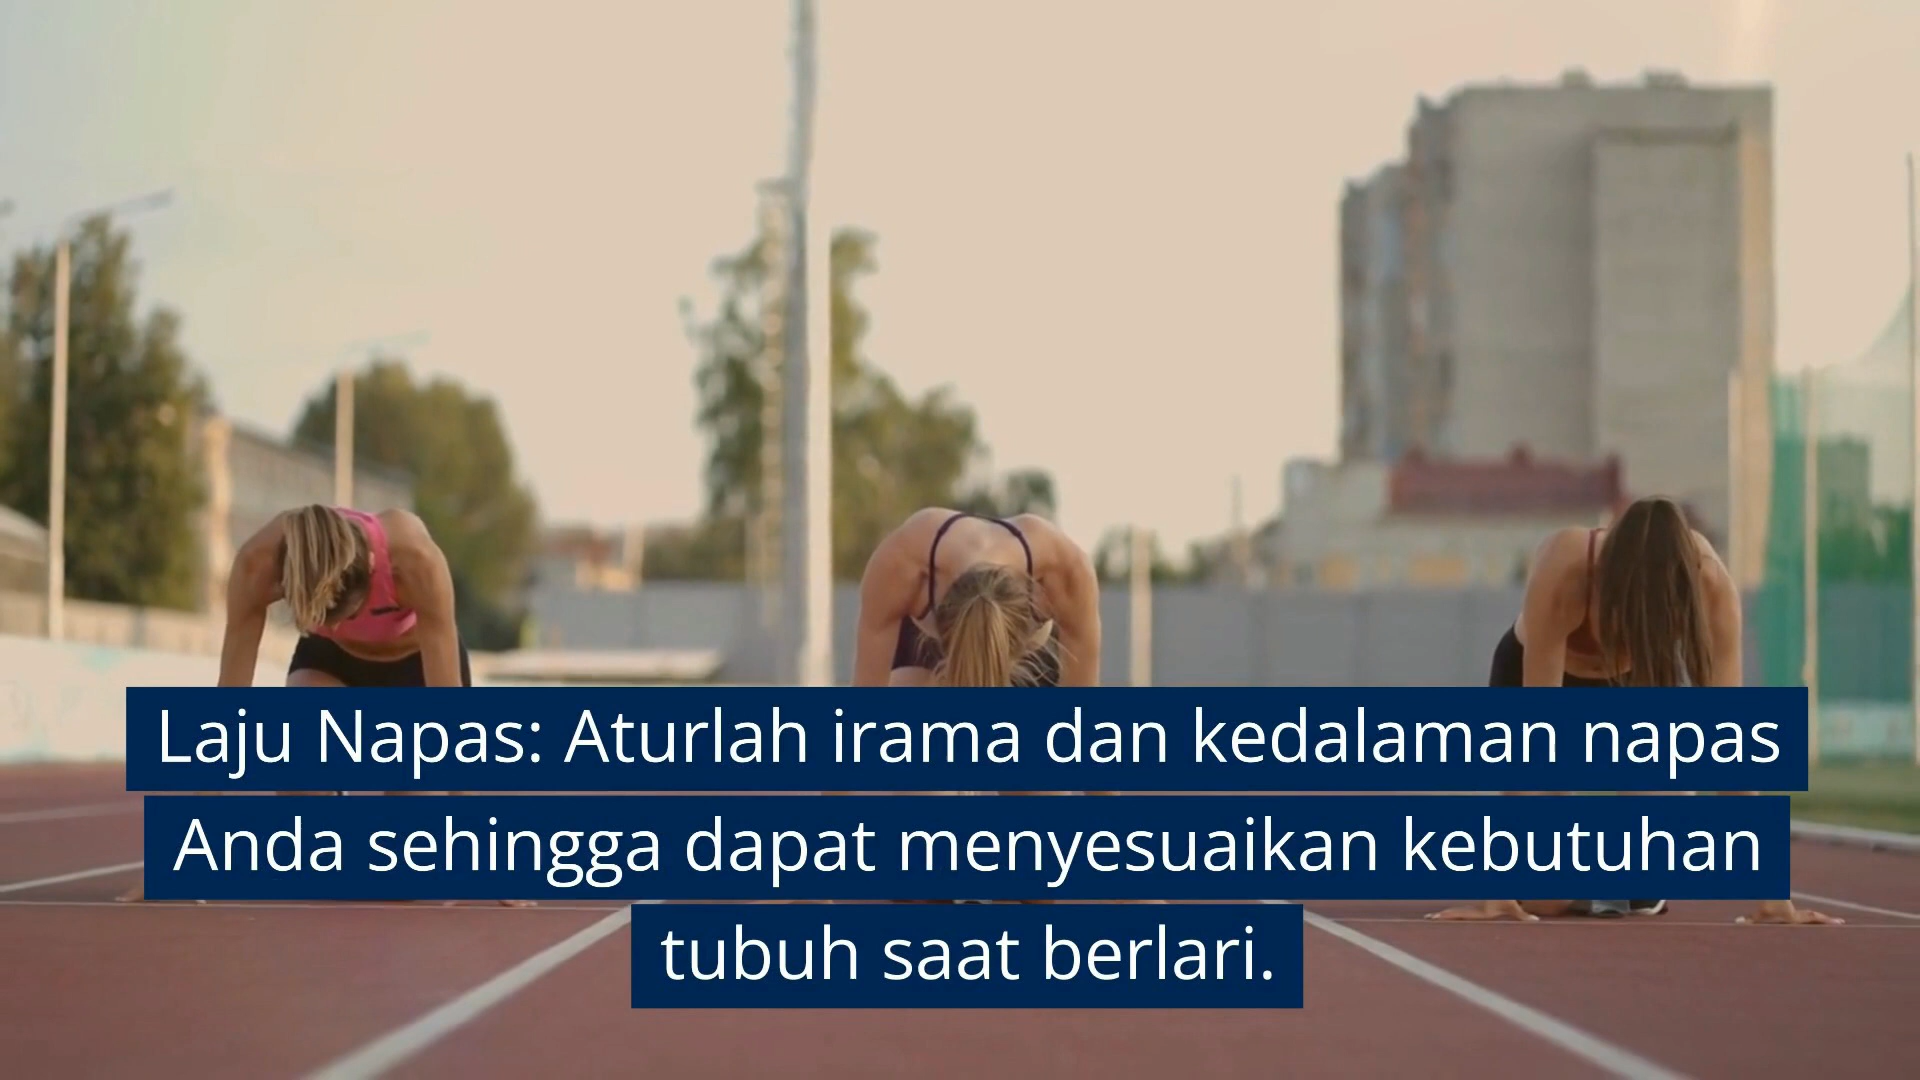 Laju Napas: Aturlah irama dan kedalaman napas
Anda sehingga dapat menyesuaikan kebutuhan
tubuh saat berlari.